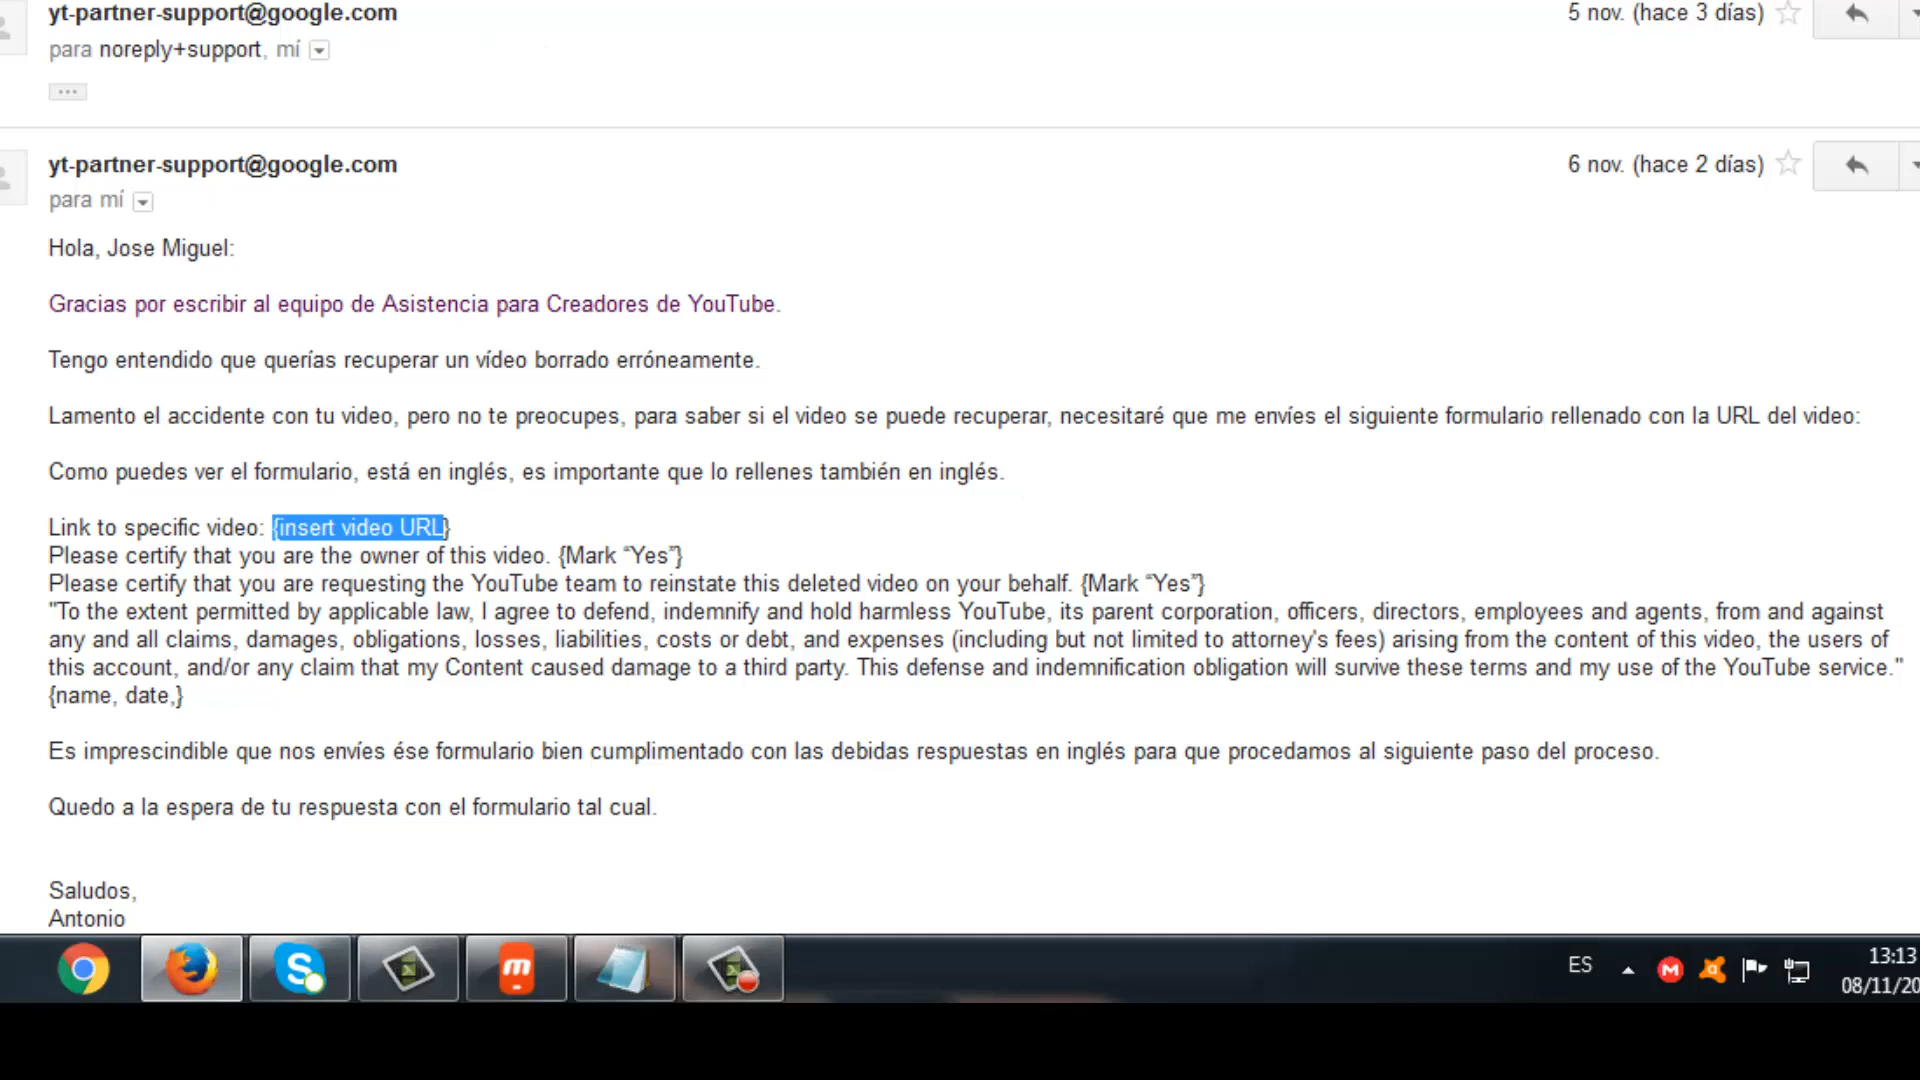 yt-partner-support@google.com 5 nov. (hace 3 días)
para noreply+support, mí
yt-partner-support@google.com 6 nov. (hace 2 días)
para mí
Hola, Jose Miguel:
Gracias por escribir al equipo de Asistencia para Creadores de YouTube.
Tengo entendido que querías recuperar un vídeo borrado erróneamente.
Lamento el accidente con tu video, pero no te preocupes, para saber si el video se puede recuperar, necesitaré que me envíes el siguiente formulario rellenado con la URL del video:
Como puedes ver el formulario, está en inglés, es importante que lo rellenes también en inglés.
Link to specific video: {insert video URL}
Please certify that you are the owner of this video. {Mark “Yes”}
Please certify that you are requesting the YouTube team to reinstate this deleted video on your behalf. {Mark “Yes”}
"To the extent permitted by applicable law, I agree to defend, indemnify and hold harmless YouTube, its parent corporation, officers, directors, employees and agents, from and against
any and all claims, damages, obligations, losses, liabilities, costs or debt, and expenses (including but not limited to attorney's fees) arising from the content of this video, the users of
this account, and/or any claim that my Content caused damage to a third party. This defense and indemnification obligation will survive these terms and my use of the YouTube service."
{name, date,}
Es imprescindible que nos envíes ése formulario bien cumplimentado con las debidas respuestas en inglés para que procedamos al siguiente paso del proceso.
Quedo a la espera de tu respuesta con el formulario tal cual.
Saludos,
Antonio
ES 13:13
08/11/20